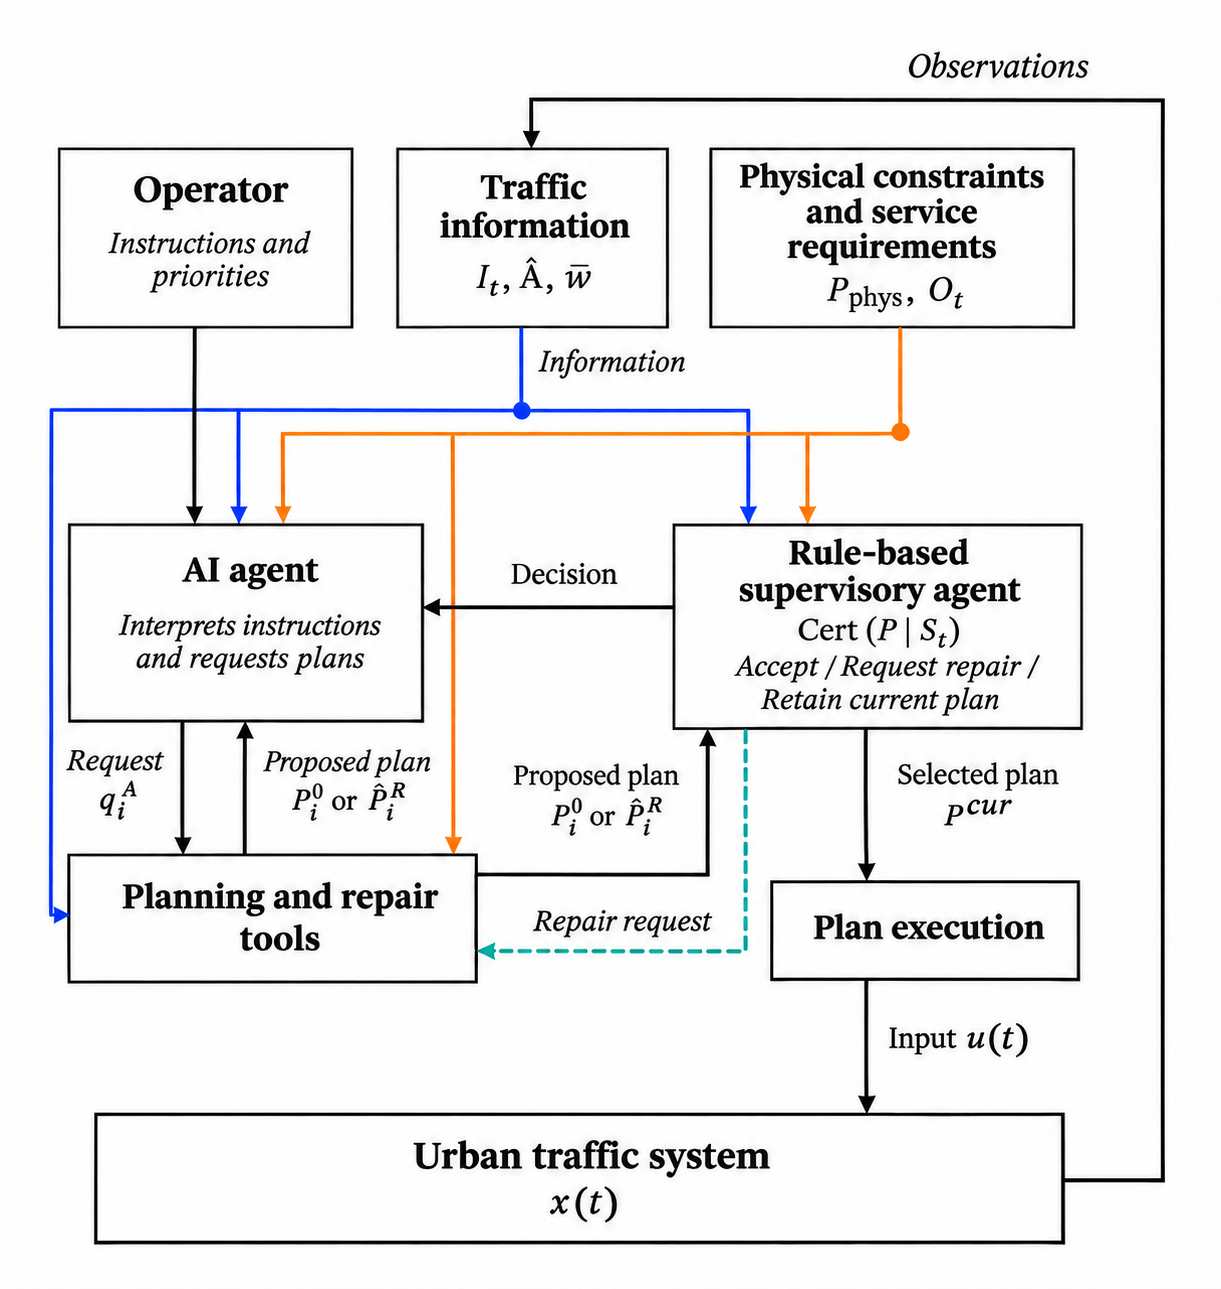 Observations
Operator
Instructions and
priorities
Traffic
information
I_t, Â, w̅
Physical constraints
and service
requirements
P_phys, O_t
Information
AI agent
Interprets instructions
and requests plans
Decision
Rule-based
supervisory agent
Cert (P | S_t)
Accept / Request repair /
Retain current plan
Request
q_i^A
Proposed plan
P_i^0 or P̂_i^R
Proposed plan
P_i^0 or P̂_i^R
Selected plan
P^cur
Planning and repair
tools
Repair request
Plan execution
Input u(t)
Urban traffic system
x(t)